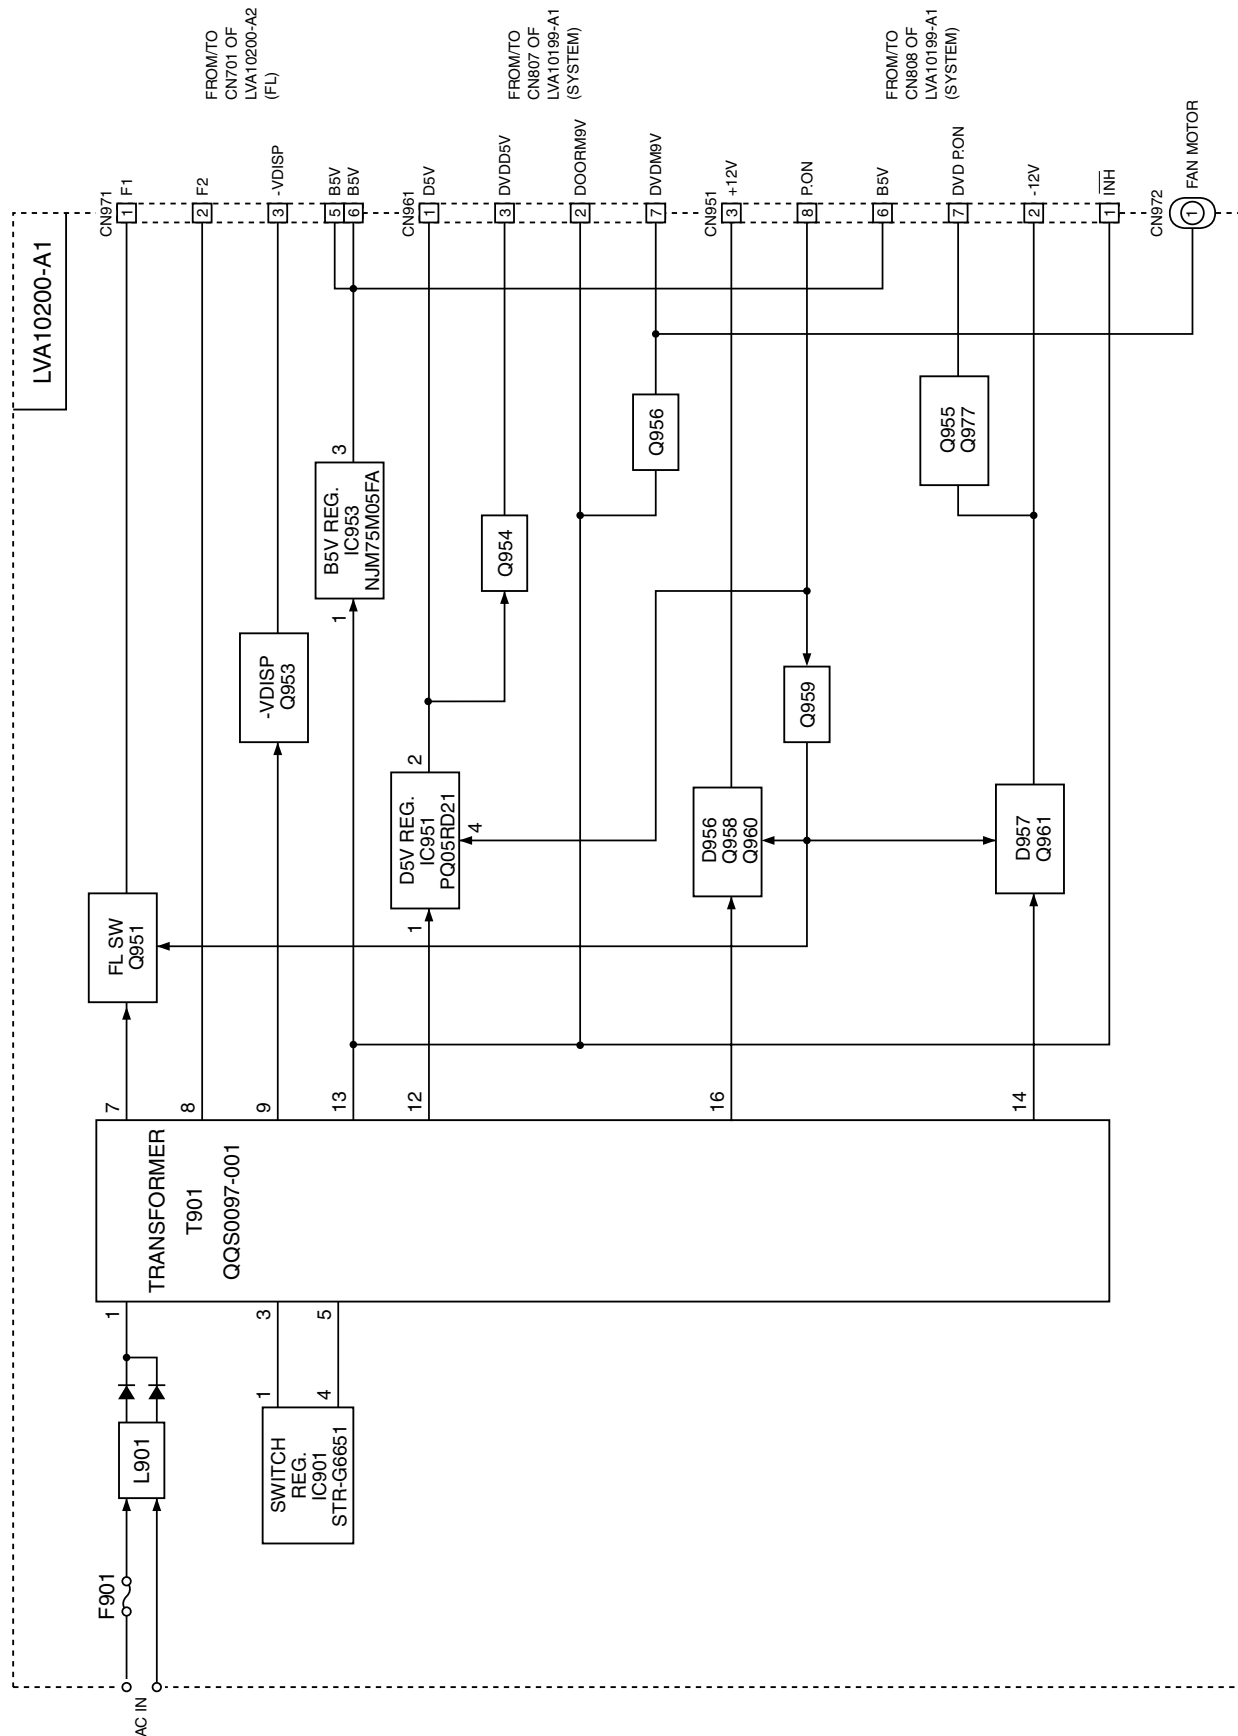 LVA10200-A1
AC IN
F901
L901
SWITCH
REG.
IC901
STR-G6651
1
4
1
3
5
TRANSFORMER
T901
QQS0097-001
7
8
9
13
12
16
14
FL SW
Q951
-VDISP
Q953
1
B5V REG.
IC953
NJM75M05FA
3
1
D5V REG.
IC951
PQ05RD21
2
4
Q954
Q956
D956
Q958
Q960
Q959
D957
Q961
Q955
Q977
CN971
1 F1
2 F2
3 -VDISP
5 B5V
6 B5V
FROM/TO
CN701 OF
LVA10200-A2
(FL)
CN961
1 D5V
3 DVDD5V
2 DOORM9V
7 DVDM9V
FROM/TO
CN807 OF
LVA10199-A1
(SYSTEM)
CN951
3 +12V
8 P.ON
6 B5V
7 DVD P.ON
2 -12V
1 INH
FROM/TO
CN808 OF
LVA10199-A1
(SYSTEM)
CN972
1 FAN MOTOR